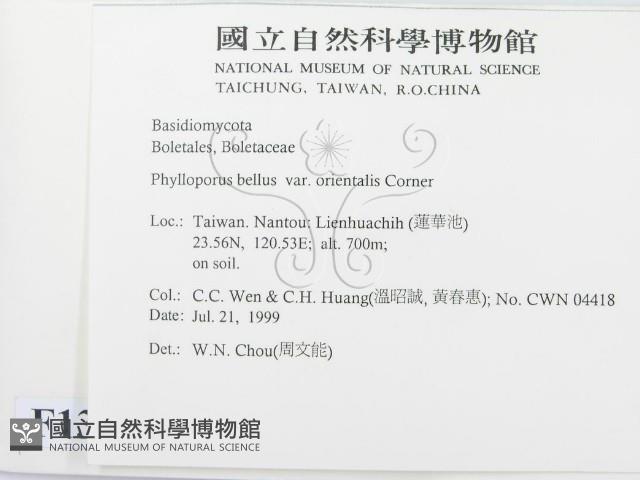 國立自然科學博物館
NATIONAL MUSEUM OF NATURAL SCIENCE
TAICHUNG, TAIWAN, R.O.CHINA
Basidiomycota
Boletales, Boletaceae
Phylloporus bellus var. orientalis Corner
Loc.: Taiwan. Nantou: Lienhuachih (蓮華池)
23.56N, 120.53E; alt. 700m;
on soil.
Col.: C.C. Wen & C.H. Huang(溫昭誠, 黃春惠); No. CWN 04418
Date: Jul. 21, 1999
Det.: W.N. Chou(周文能)
國立自然科學博物館
NATIONAL MUSEUM OF NATURAL SCIENCE